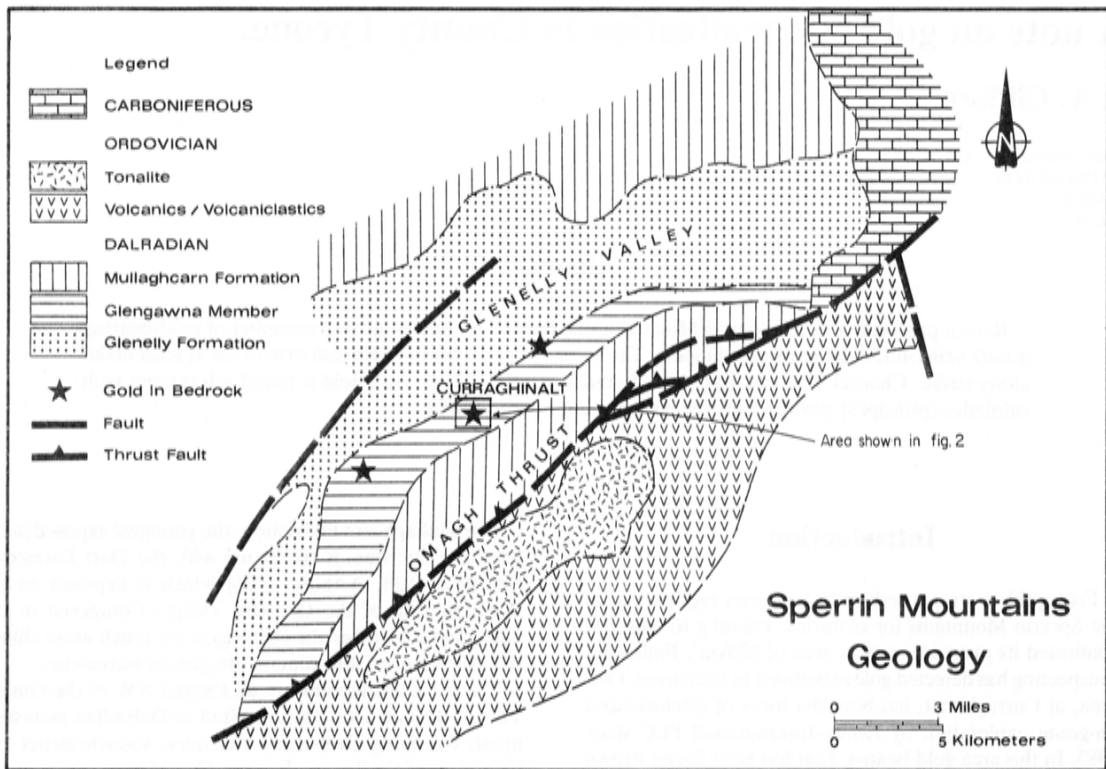 Legend
CARBONIFEROUS
ORDOVICIAN
Tonalite
Volcanics / Volcaniclastics
DALRADIAN
Mullaghcarn Formation
Glengawna Member
Glenelly Formation
Gold In Bedrock
Fault
Thrust Fault
N
GLENELLY VALLEY
CURRAGHINALT
OMAGH THRUST
Area shown in fig. 2
Introduction
Sperrin Mountains
Geology
0 3 Miles
0 5 Kilometers